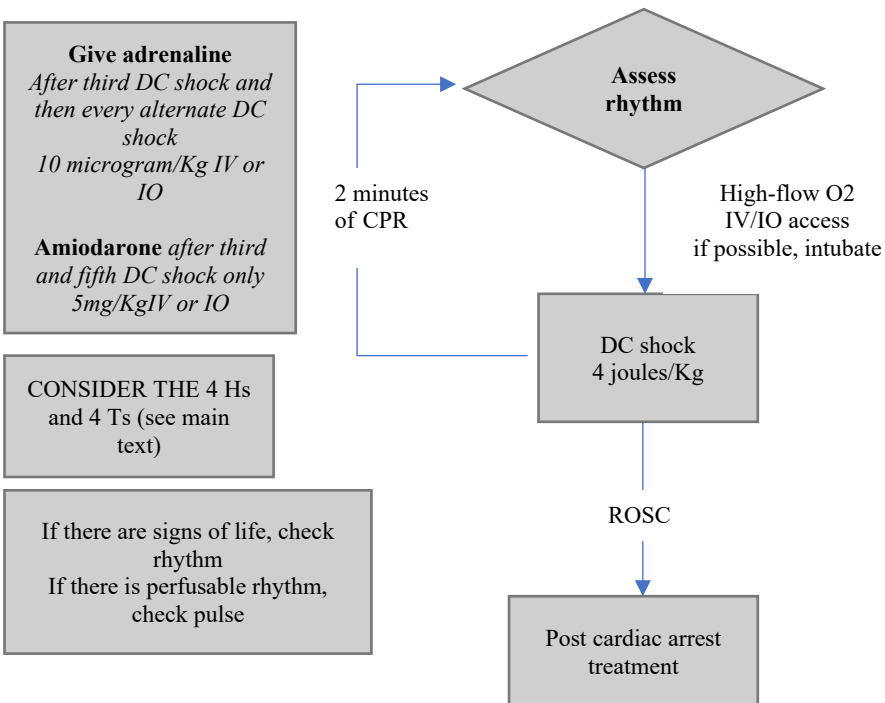 Give adrenaline
After third DC shock and
then every alternate DC
shock
10 microgram/Kg IV or
IO
Amiodarone after third
and fifth DC shock only
5mg/KgIV or IO
CONSIDER THE 4 Hs
and 4 Ts (see main
text)
If there are signs of life, check
rhythm
If there is perfusable rhythm,
check pulse
2 minutes
of CPR
Assess
rhythm
High-flow O2
IV/IO access
if possible, intubate
DC shock
4 joules/Kg
ROSC
Post cardiac arrest
treatment